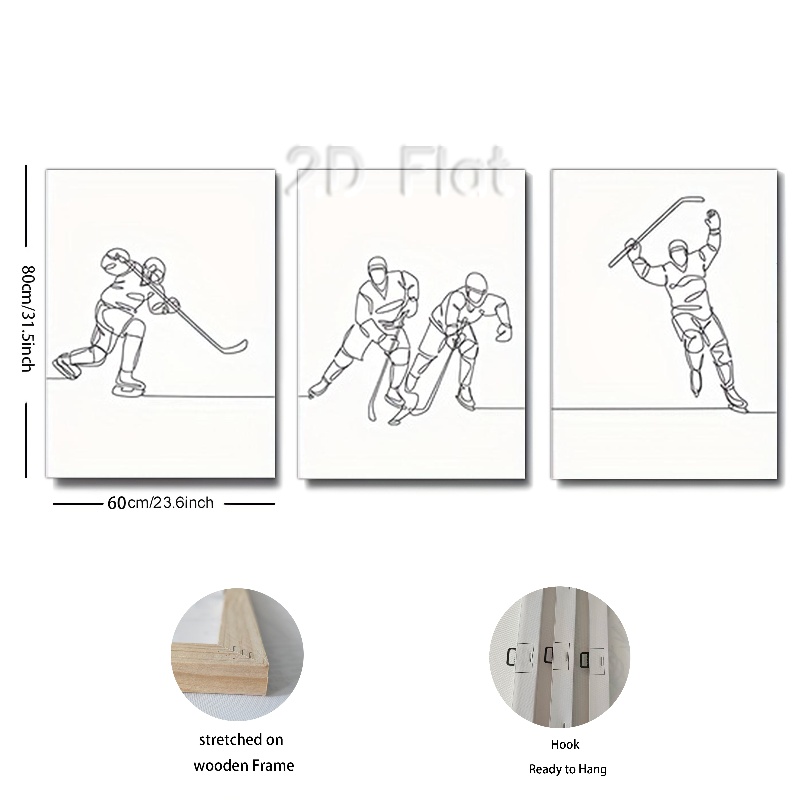 2D Flat
80cm/31.5inch
60cm/23.6inch
stretched on
wooden Frame
Hook
Ready to Hang